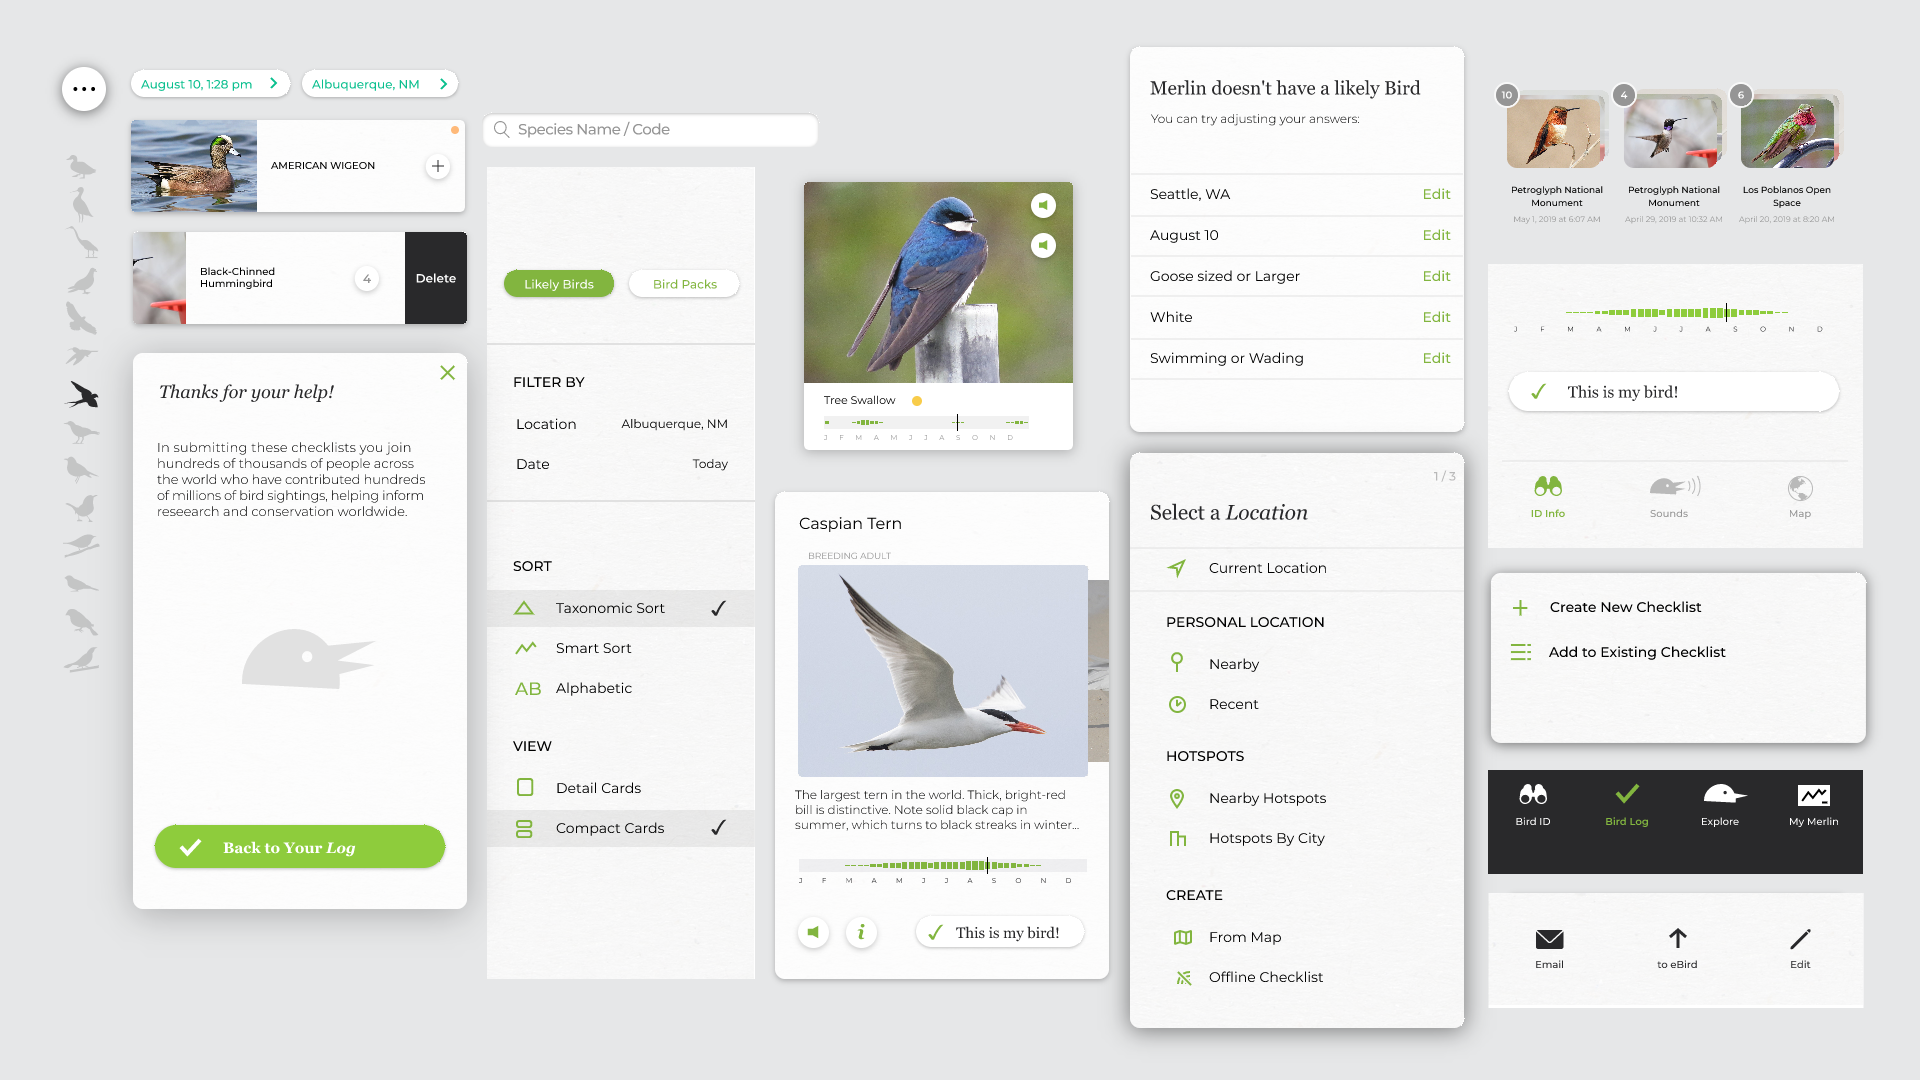 August 10, 1:28 pm
Albuquerque, NM
AMERICAN WIGEON
Black-Chinned
Hummingbird
4
Delete
Thanks for your help!
In submitting these checklists you join
hundreds of thousands of people across
the world who have contributed hundreds
of millions of bird sightings, helping inform
reseearch and conservation worldwide.
Back to Your Log
Species Name / Code
Likely Birds
Bird Packs
FILTER BY
Location
Albuquerque, NM
Date
Today
SORT
Taxonomic Sort
Smart Sort
AB
Alphabetic
VIEW
Detail Cards
Compact Cards
Tree Swallow
J F M A M J J A S O N D
Caspian Tern
BREEDING ADULT
The largest tern in the world. Thick, bright-red
bill is distinctive. Note solid black cap in
summer, which turns to black streaks in winter...
J F M A M J J A S O N D
i
This is my bird!
Merlin doesn't have a likely Bird
You can try adjusting your answers:
Seattle, WA
Edit
August 10
Edit
Goose sized or Larger
Edit
White
Edit
Swimming or Wading
Edit
1 / 3
Select a Location
Current Location
PERSONAL LOCATION
Nearby
Recent
HOTSPOTS
Nearby Hotspots
Hotspots By City
CREATE
From Map
Offline Checklist
10
Petroglyph National
Monument
May 1, 2019 at 6:07 AM
4
Petroglyph National
Monument
April 29, 2019 at 10:32 AM
6
Los Poblanos Open
Space
April 20, 2019 at 8:20 AM
J F M A M J J A S O N D
This is my bird!
ID Info
Sounds
Map
Create New Checklist
Add to Existing Checklist
Bird ID
Bird Log
Explore
My Merlin
Email
to eBird
Edit